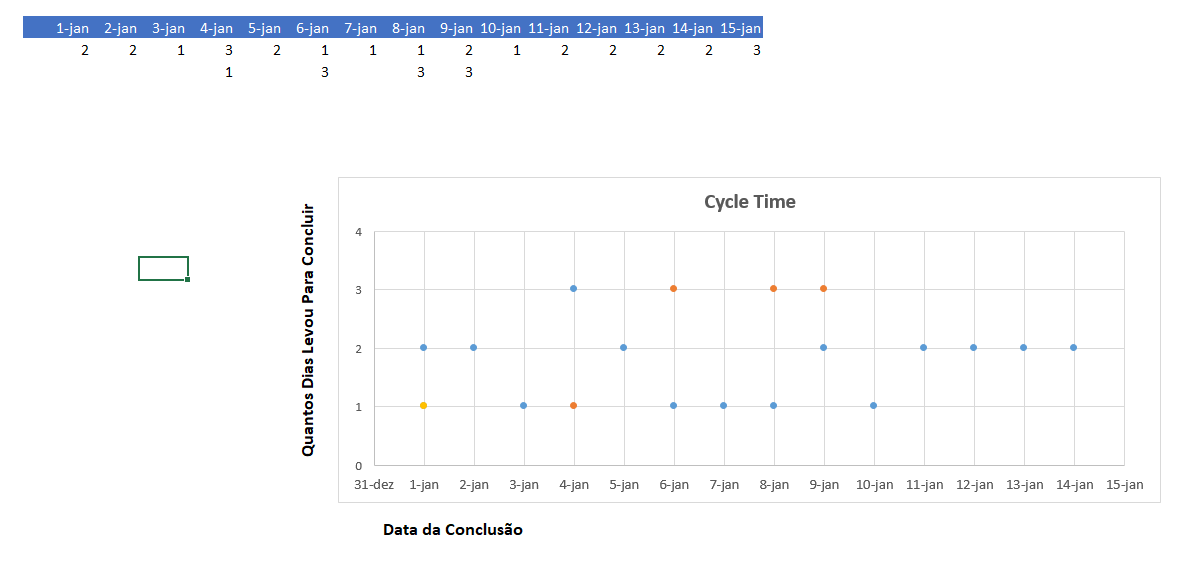 1-jan 2-jan 3-jan 4-jan 5-jan 6-jan 7-jan 8-jan 9-jan 10-jan 11-jan 12-jan 13-jan 14-jan 15-jan
2 2 1 3 2 1 1 1 2 1 2 2 2 2 3
1 3 3 3
Cycle Time
Quantos Dias Levou Para Concluir
4
3
2
1
0
31-dez 1-jan 2-jan 3-jan 4-jan 5-jan 6-jan 7-jan 8-jan 9-jan 10-jan 11-jan 12-jan 13-jan 14-jan 15-jan
Data da Conclusão